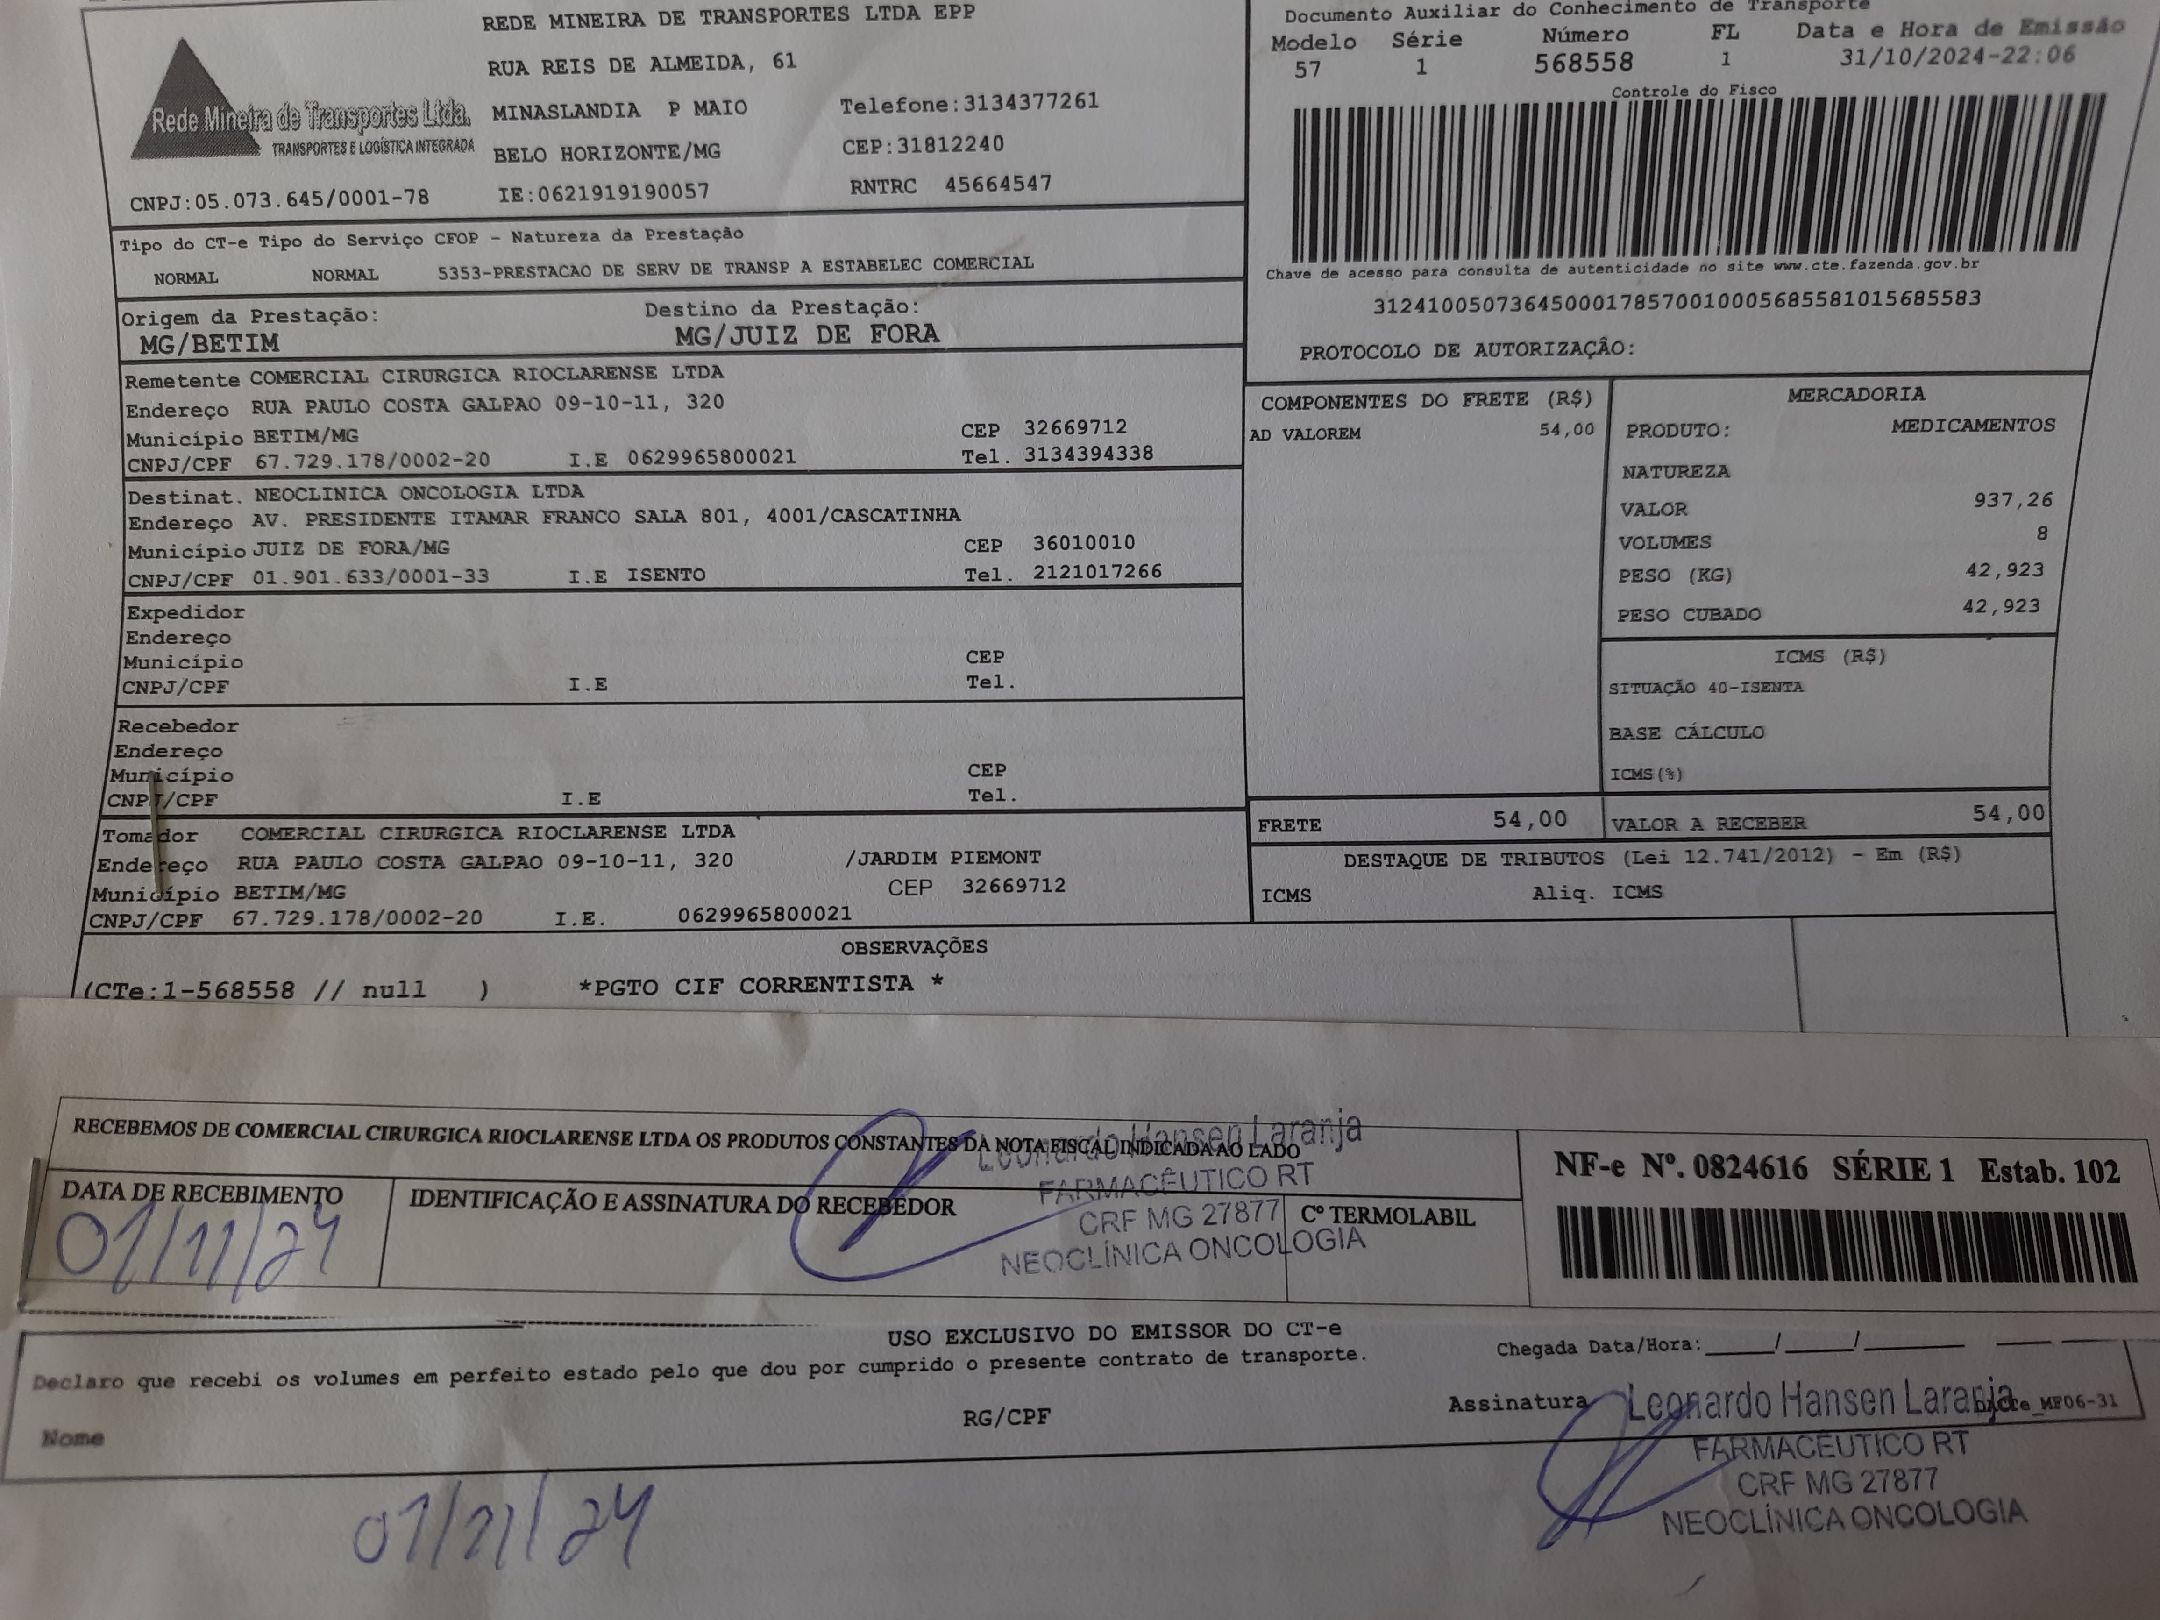 REDE MINEIRA DE TRANSPORTES LTDA EPP
RUA REIS DE ALMEIDA, 61
MINASLANDIA P MAIO Telefone:3134377261
BELO HORIZONTE/MG CEP:31812240
Rede Mineira de Transportes Ltda.
TRANSPORTES E LOGÍSTICA INTEGRADA
CNPJ:05.073.645/0001-78 IE:0621919190057 RNTRC 45664547
Documento Auxiliar do Conhecimento de Transporte
Modelo Série Número FL Data e Hora de Emissão
57 1 568558 1 31/10/2024-22:06
Controle do Fisco
Chave de acesso para consulta de autenticidade no site www.cte.fazenda.gov.br
31241005073645000178570010005685581015685583
PROTOCOLO DE AUTORIZAÇÃO:
Tipo do CT-e Tipo do Serviço CFOP - Natureza da Prestação
NORMAL NORMAL 5353-PRESTACAO DE SERV DE TRANSP A ESTABELEC COMERCIAL
Origem da Prestação: Destino da Prestação:
MG/BETIM MG/JUIZ DE FORA
Remetente COMERCIAL CIRURGICA RIOCLARENSE LTDA
Endereço RUA PAULO COSTA GALPAO 09-10-11, 320
Município BETIM/MG CEP 32669712
CNPJ/CPF 67.729.178/0002-20 I.E 0629965800021 Tel. 3134394338
Destinat. NEOCLINICA ONCOLOGIA LTDA
Endereço AV. PRESIDENTE ITAMAR FRANCO SALA 801, 4001/CASCATINHA
Município JUIZ DE FORA/MG CEP 36010010
CNPJ/CPF 01.901.633/0001-33 I.E ISENTO Tel. 2121017266
Expedidor
Endereço
Município CEP
CNPJ/CPF I.E Tel.
Recebedor
Endereço
Município CEP
CNPJ/CPF I.E Tel.
Tomador COMERCIAL CIRURGICA RIOCLARENSE LTDA
Endereço RUA PAULO COSTA GALPAO 09-10-11, 320 /JARDIM PIEMONT
Município BETIM/MG CEP 32669712
CNPJ/CPF 67.729.178/0002-20 I.E. 0629965800021
COMPONENTES DO FRETE (R$)
AD VALOREM 54,00
MERCADORIA
PRODUTO: MEDICAMENTOS
NATUREZA
VALOR 937,26
VOLUMES 8
PESO (KG) 42,923
PESO CUBADO 42,923
ICMS (R$)
SITUAÇÃO 40-ISENTA
BASE CÁLCULO
ICMS(%)
FRETE 54,00 VALOR A RECEBER 54,00
DESTAQUE DE TRIBUTOS (Lei 12.741/2012) - Em (R$)
ICMS Aliq. ICMS
OBSERVAÇÕES
(CTe:1-568558 // null ) *PGTO CIF CORRENTISTA *
RECEBEMOS DE COMERCIAL CIRURGICA RIOCLARENSE LTDA OS PRODUTOS CONSTANTES DA NOTA FISCAL INDICADA AO LADO
DATA DE RECEBIMENTO IDENTIFICAÇÃO E ASSINATURA DO RECEBEDOR Cº TERMOLABIL
01/11/24
Leonardo Hansen Laranja
FARMACÊUTICO RT
CRF MG 27877
NEOCLÍNICA ONCOLOGIA
NF-e Nº. 0824616 SÉRIE 1 Estab. 102
USO EXCLUSIVO DO EMISSOR DO CT-e
Declaro que recebi os volumes em perfeito estado pelo que dou por cumprido o presente contrato de transporte.
Chegada Data/Hora:____/____/____
Nome RG/CPF Assinatura
Leonardo Hansen Laranja
FARMACÊUTICO RT
CRF MG 27877
NEOCLÍNICA ONCOLOGIA
01/11/24